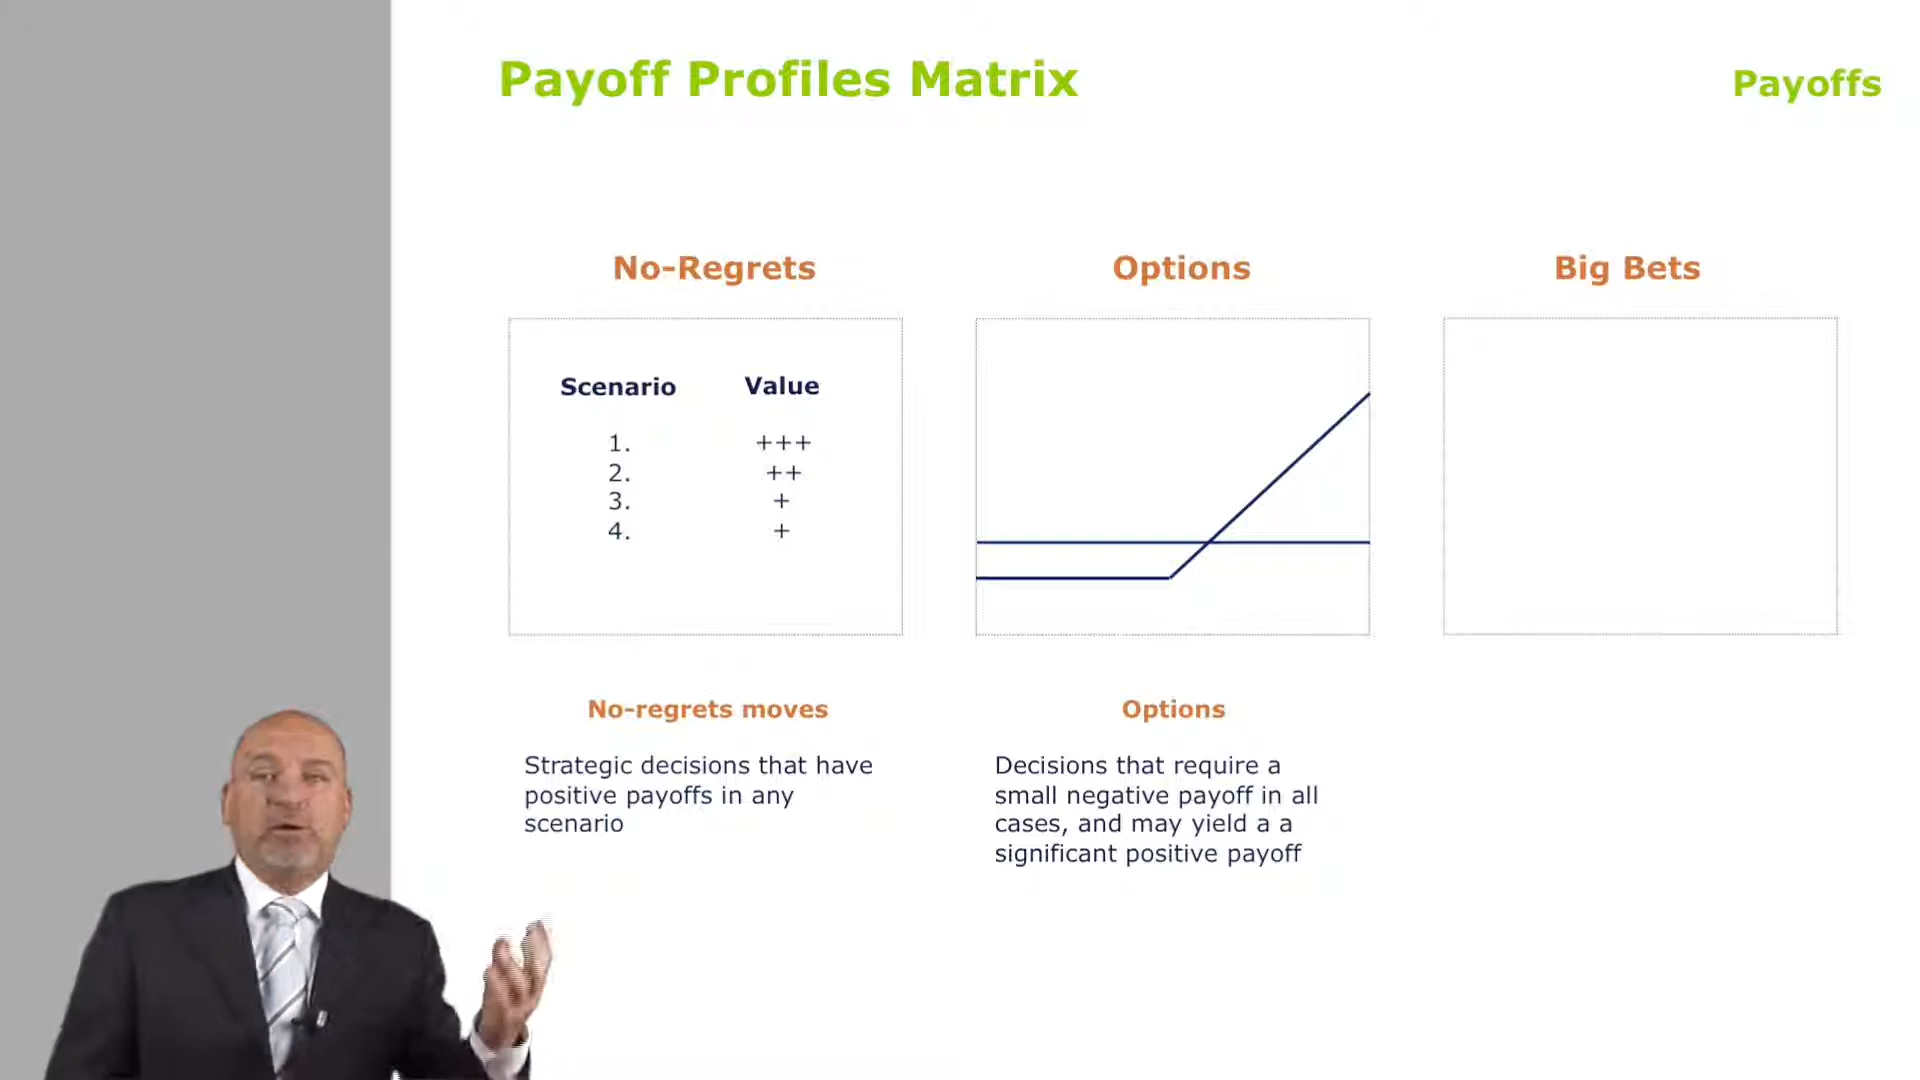 Payoff Profiles Matrix
Payoffs
No-Regrets
Options
Big Bets
Scenario Value
1. +++
2. ++
3. +
4. +
No-regrets moves
Strategic decisions that have
positive payoffs in any
scenario
Options
Decisions that require a
small negative payoff in all
cases, and may yield a a
significant positive payoff